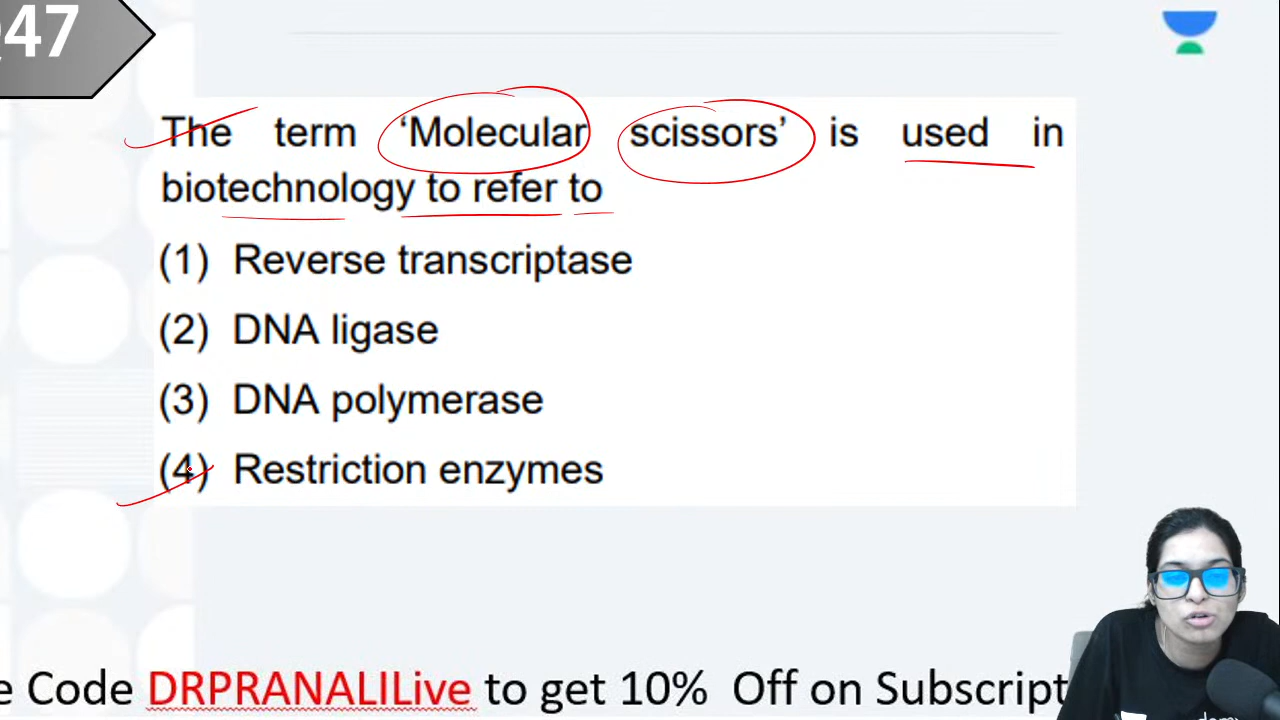 47
The term ‘Molecular scissors’ is used in
biotechnology to refer to
(1) Reverse transcriptase
(2) DNA ligase
(3) DNA polymerase
(4) Restriction enzymes
e Code DRPRANALILive to get 10% Off on Subscript